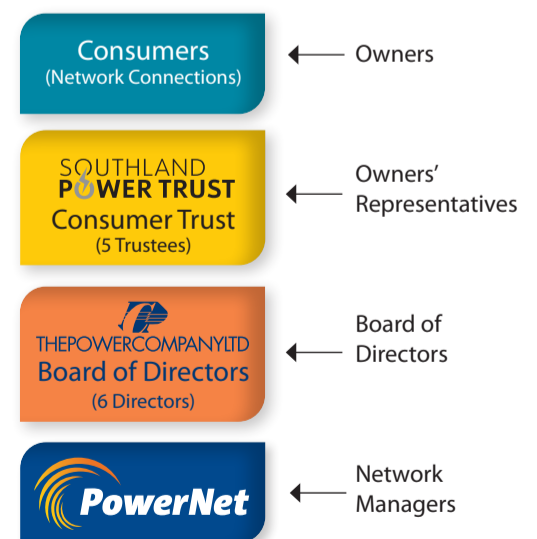 Consumers
(Network Connections)
Owners
SOUTHLAND
POWER TRUST
Consumer Trust
(5 Trustees)
Owners’
Representatives
THEPOWERCOMPANYLTD
Board of Directors
(6 Directors)
Board of
Directors
PowerNet
Network
Managers